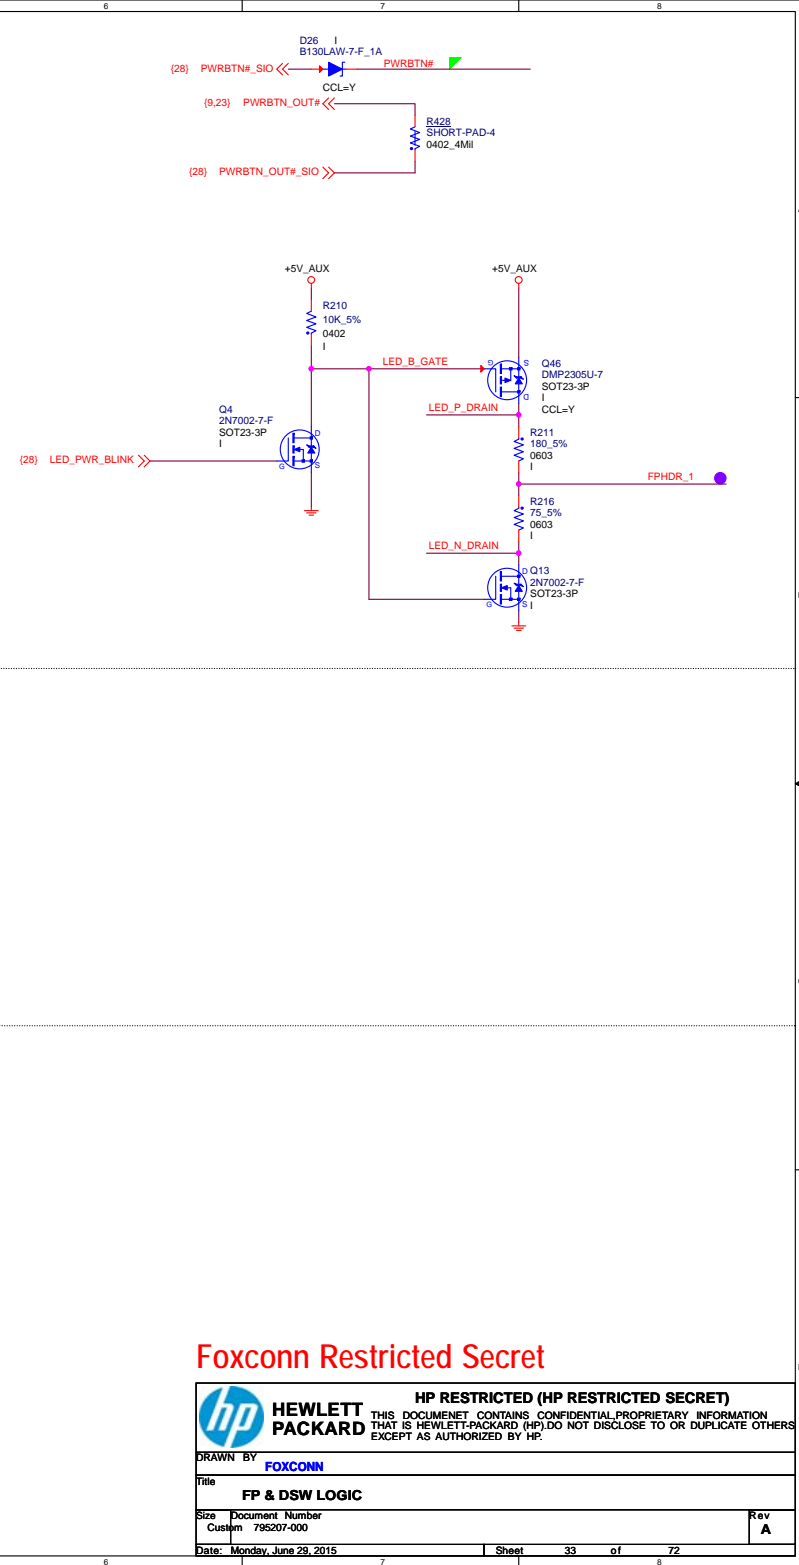 6 7 8
D26 I
B130LAW-7-F_1A
{28} PWRBTN#_SIO PWRBTN#
CCL=Y
{9,23} PWRBTN_OUT#
R428
SHORT-PAD-4
0402_4Mil
{28} PWRBTN_OUT#_SIO
+5V_AUX +5V_AUX
R210
10K_5%
0402
I
LED_B_GATE
G S D
Q46
DMP2305U-7
SOT23-3P
I
CCL=Y
LED_P_DRAIN
Q4
2N7002-7-F
SOT23-3P
I
D G S
R211
180_5%
0603
I
{28} LED_PWR_BLINK
FPHDR_1
R216
75_5%
0603
I
LED_N_DRAIN
D G S
Q13
2N7002-7-F
SOT23-3P
I
Foxconn Restricted Secret
hp
HEWLETT
PACKARD
HP RESTRICTED (HP RESTRICTED SECRET)
THIS DOCUMENET CONTAINS CONFIDENTIAL,PROPRIETARY INFORMATION
THAT IS HEWLETT-PACKARD (HP).DO NOT DISCLOSE TO OR DUPLICATE OTHERS
EXCEPT AS AUTHORIZED BY HP.
DRAWN BY
FOXCONN
Title
FP & DSW LOGIC
Size Document Number Rev
Custom 795207-000 A
Date: Monday, June 29, 2015 Sheet 33 of 72
6 7 8